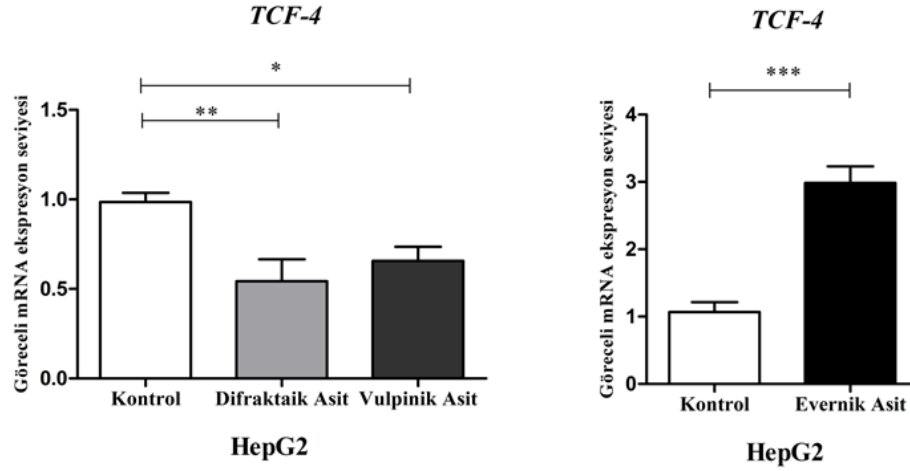 TCF-4
*
**
Göreceli mRNA ekspresyon seviyesi
1.5
1.0
0.5
0.0
Kontrol Difraktaik Asit Vulpinik Asit
HepG2
TCF-4
***
Göreceli mRNA ekspresyon seviyesi
4
3
2
1
0
Kontrol Evernik Asit
HepG2